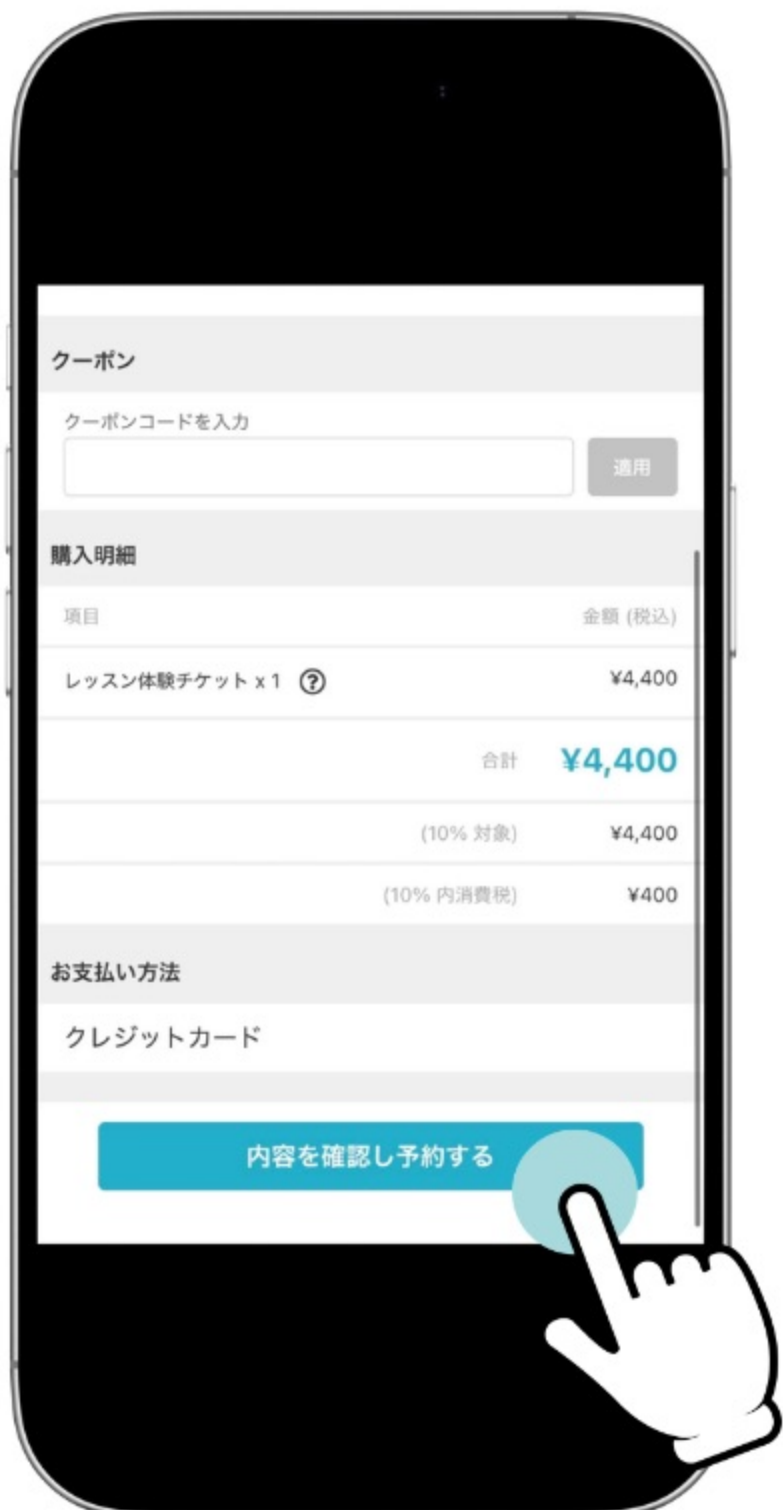 クーポン
クーポンコードを入力
適用
購入明細
項目 金額 (税込)
レッスン体験チケット x 1 ? ¥4,400
合計 ¥4,400
(10% 対象) ¥4,400
(10% 内消費税) ¥400
お支払い方法
クレジットカード
内容を確認し予約する